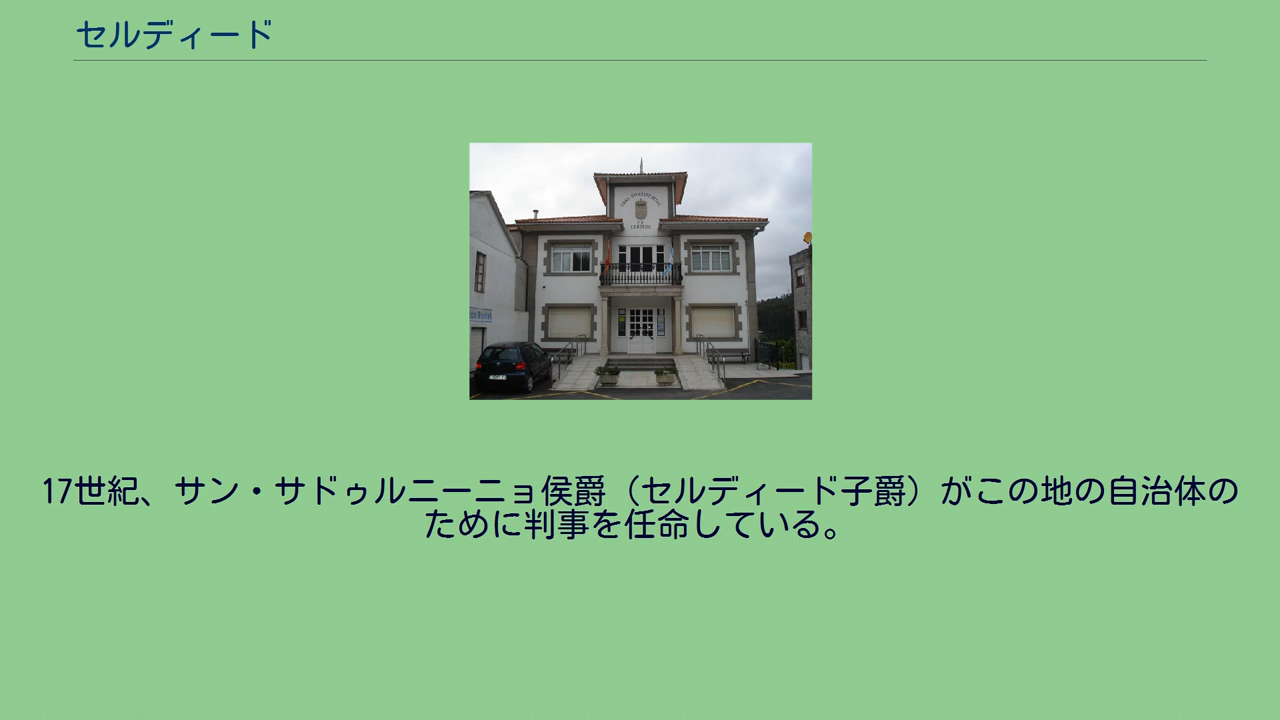 セルディード
17世紀、サン・サドゥルニーニョ侯爵（セルディード子爵）がこの地の自治体の
ために判事を任命している。